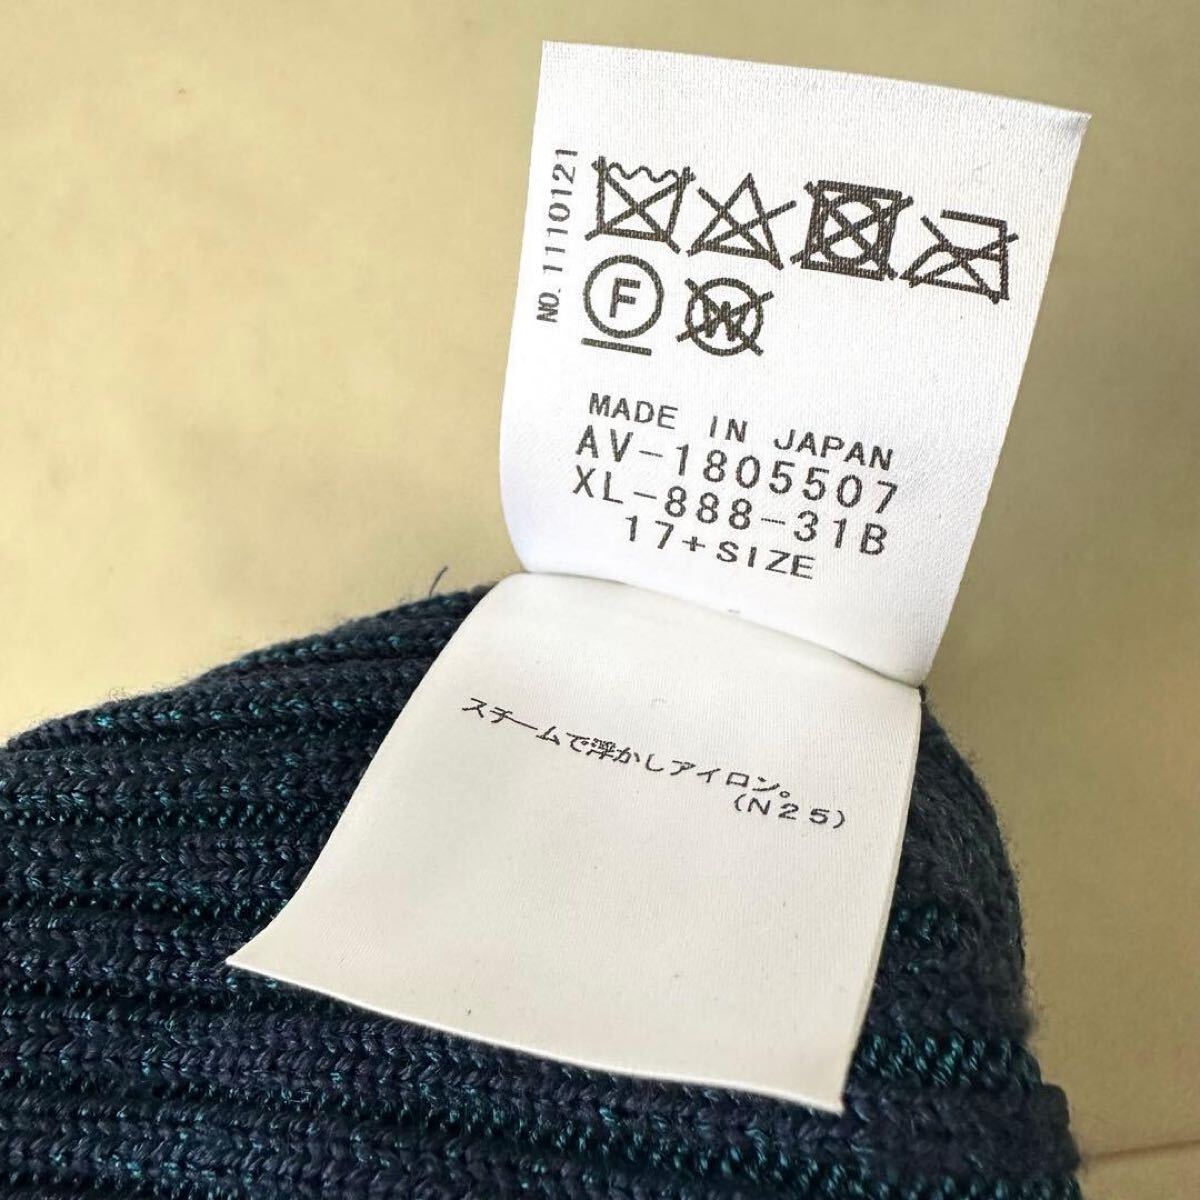 NO. 1110121
F
W
MADE IN JAPAN
AV-1805507
XL-888-31B
17+SIZE
スチームで浮かしアイロン。
(N25)